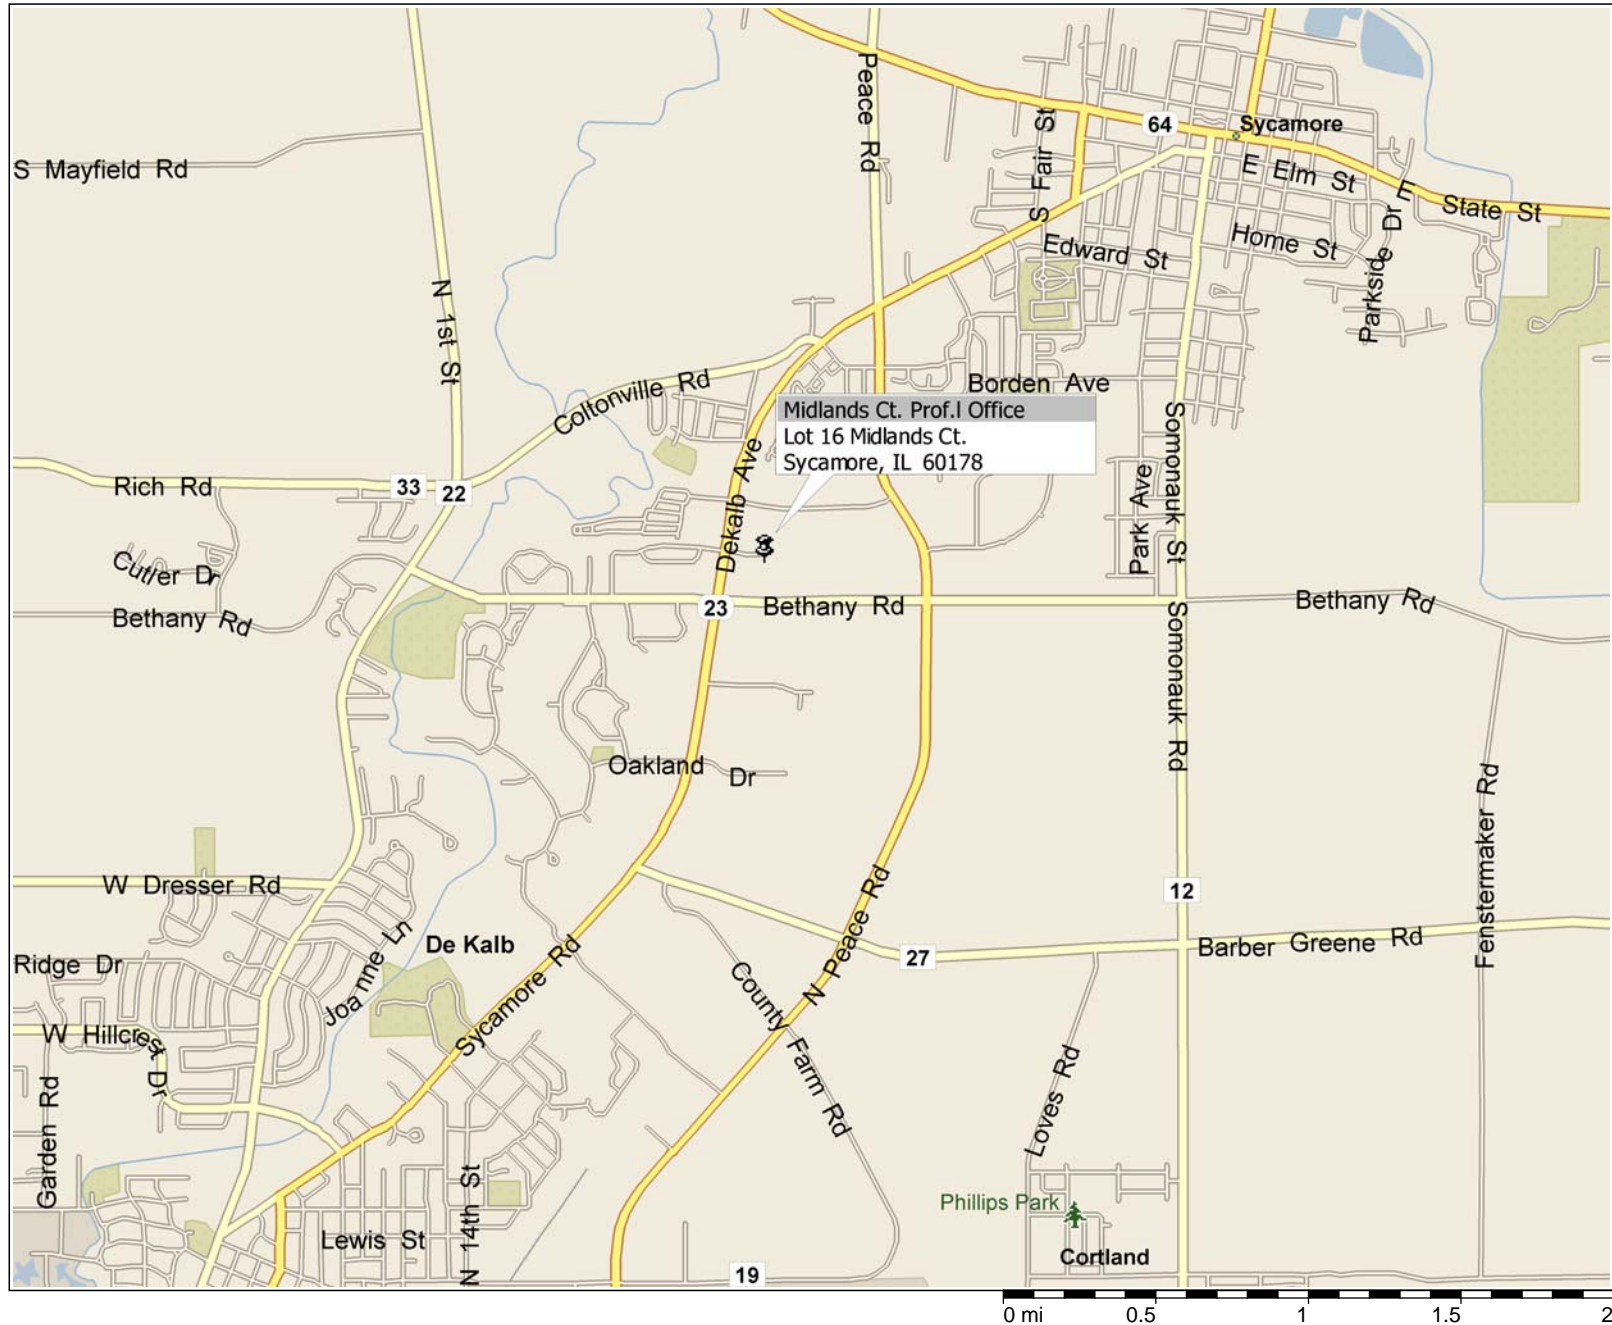 Peace Rd
64
Sycamore
S Mayfield Rd
S Fair St
E Elm St
E State St
Parkside Dr
Edward St
Home St
N 1st St
Coltonville Rd
Borden Ave
Midlands Ct. Prof.l Office
Lot 16 Midlands Ct.
Sycamore, IL 60178
Dekalb Ave
Park Ave
Somonauk St
Rich Rd
33
22
Cutler Dr
Bethany Rd
23
Bethany Rd
Bethany Rd
Somonauk Rd
Oakland Dr
Fenstermaker Rd
W Dresser Rd
12
N Peace Rd
Joanne Ln
De Kalb
Sycamore Rd
27
Barber Greene Rd
Ridge Dr
County Farm Rd
W Hillcrest Dr
Loves Rd
Garden Rd
N 14th St
Phillips Park
Lewis St
Cortland
19
0 mi 0.5 1 1.5 2